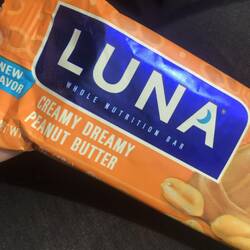 NEW
FLAVOR
LUNA
WHOLE NUTRITION BAR
CREAMY DREAMY
PEANUT BUTTER